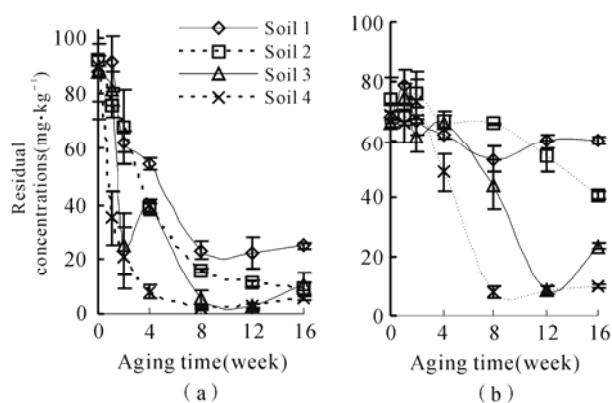 100
80
60
40
20
0
Residual
concentrations(mg·kg⁻¹)
Soil 1
Soil 2
Soil 3
Soil 4
0 4 8 12 16
Aging time(week)
( a )
100
80
60
40
20
0
0 4 8 12 16
Aging time(week)
( b )